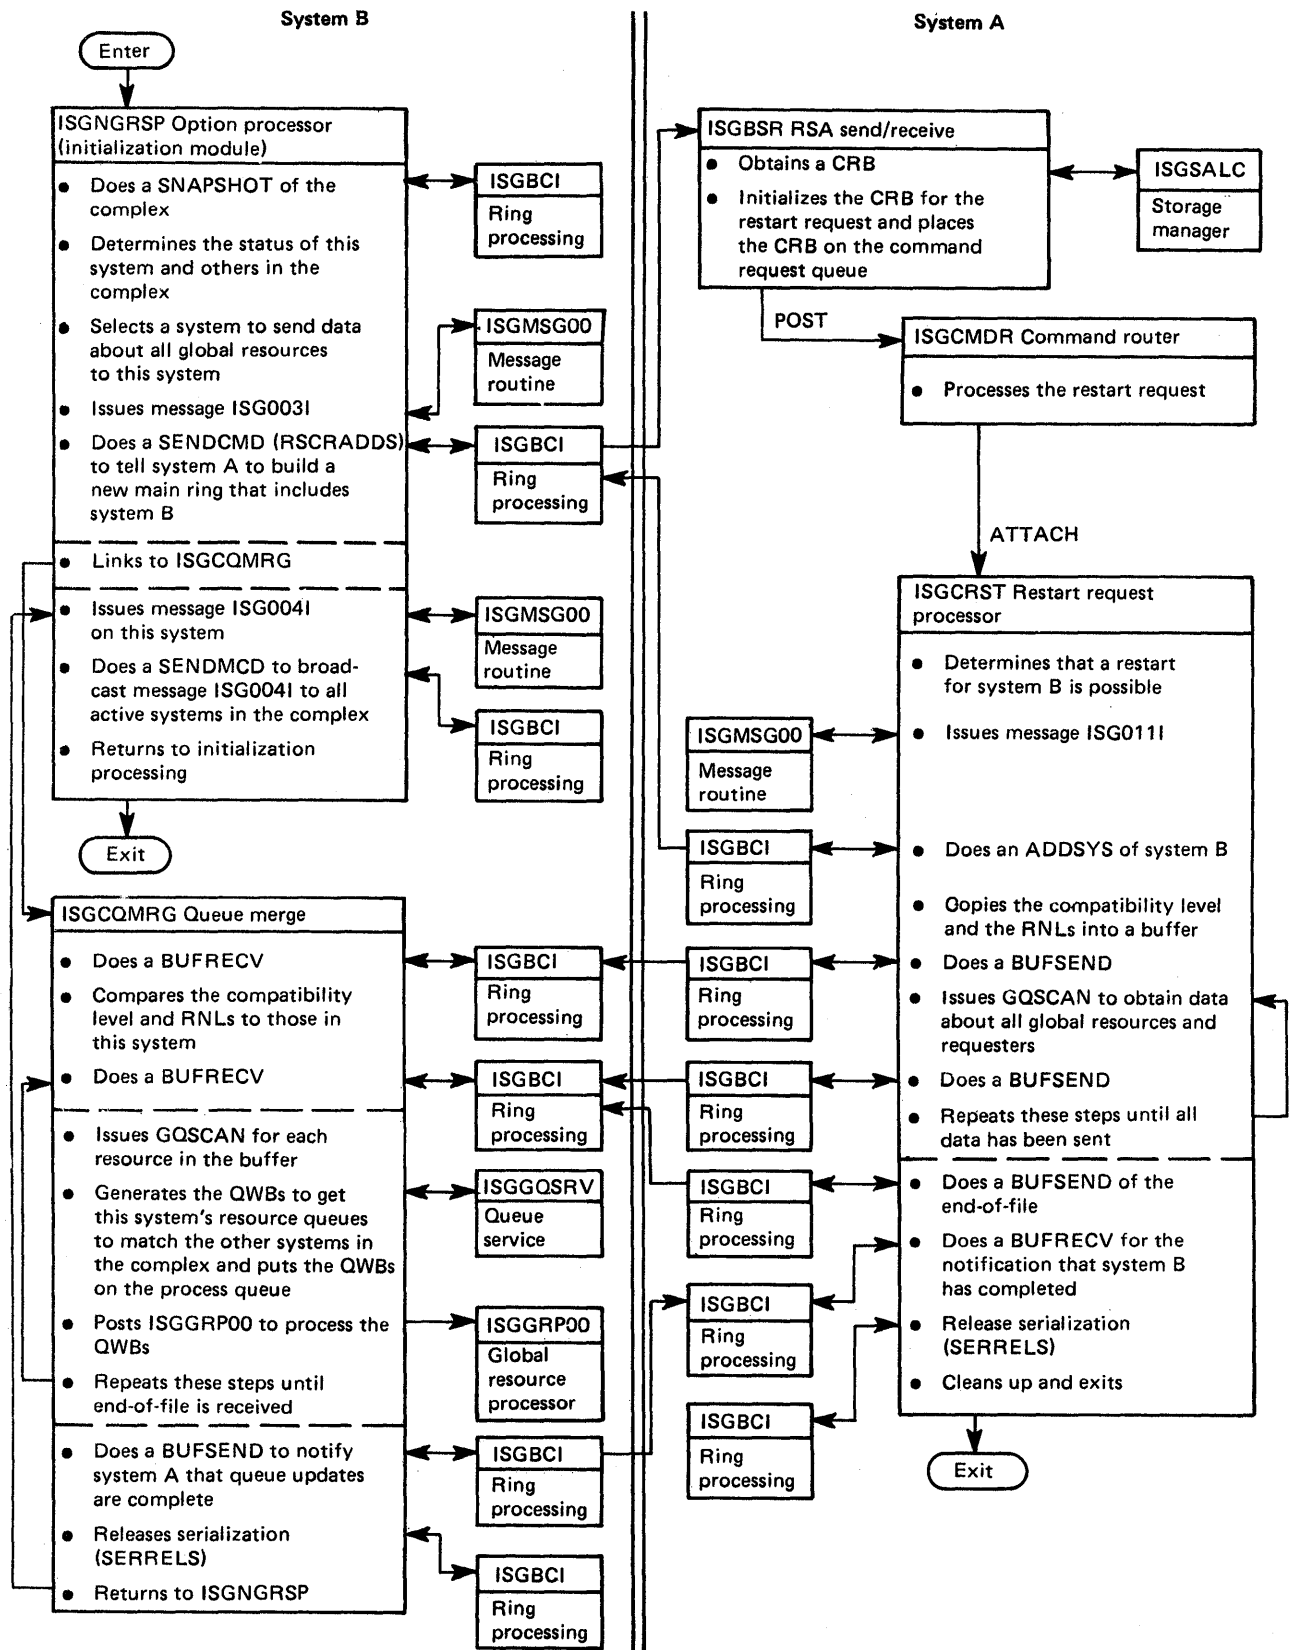 System B
System A
Enter
ISGNGRSP Option processor
(initialization module)
• Does a SNAPSHOT of the
complex
• Determines the status of this
system and others in the
complex
• Selects a system to send data
about all global resources
to this system
• Issues message ISG003I
• Does a SENDCMD (RSCRADDS)
to tell system A to build a
new main ring that includes
system B
• Links to ISGCQMRG
• Issues message ISG004I
on this system
• Does a SENDMCD to broad-
cast message ISG004I to all
active systems in the complex
• Returns to initialization
processing
Exit
ISGBCI
Ring
processing
ISGMSG00
Message
routine
ISGBCI
Ring
processing
ISGMSG00
Message
routine
ISGBCI
Ring
processing
ISGCQMRG Queue merge
• Does a BUFRECV
• Compares the compatibility
level and RNLs to those in
this system
• Does a BUFRECV
• Issues GQSCAN for each
resource in the buffer
• Generates the QWBs to get
this system's resource queues
to match the other systems in
the complex and puts the QWBs
on the process queue
• Posts ISGGRP00 to process the
QWBs
• Repeats these steps until
end-of-file is received
• Does a BUFSEND to notify
system A that queue updates
are complete
• Releases serialization
(SERRELS)
• Returns to ISGNGRSP
ISGBCI
Ring
processing
ISGBCI
Ring
processing
ISGGQSRV
Queue
service
ISGGRP00
Global
resource
processor
ISGBCI
Ring
processing
ISGBCI
Ring
processing
ISGBSR RSA send/receive
• Obtains a CRB
• Initializes the CRB for the
restart request and places
the CRB on the command
request queue
ISGSALC
Storage
manager
POST
ISGCMDR Command router
• Processes the restart request
ATTACH
ISGCRST Restart request
processor
• Determines that a restart
for system B is possible
• Issues message ISG011I
• Does an ADDSYS of system B
• Gopies the compatibility level
and the RNLs into a buffer
• Does a BUFSEND
• Issues GQSCAN to obtain data
about all global resources and
requesters
• Does a BUFSEND
• Repeats these steps until all
data has been sent
• Does a BUFSEND of the
end-of-file
• Does a BUFRECV for the
notification that system B
has completed
• Release serialization
(SERRELS)
• Cleans up and exits
Exit
ISGMSG00
Message
routine
ISGBCI
Ring
processing
ISGBCI
Ring
processing
ISGBCI
Ring
processing
ISGBCI
Ring
processing
ISGBCI
Ring
processing
ISGBCI
Ring
processing